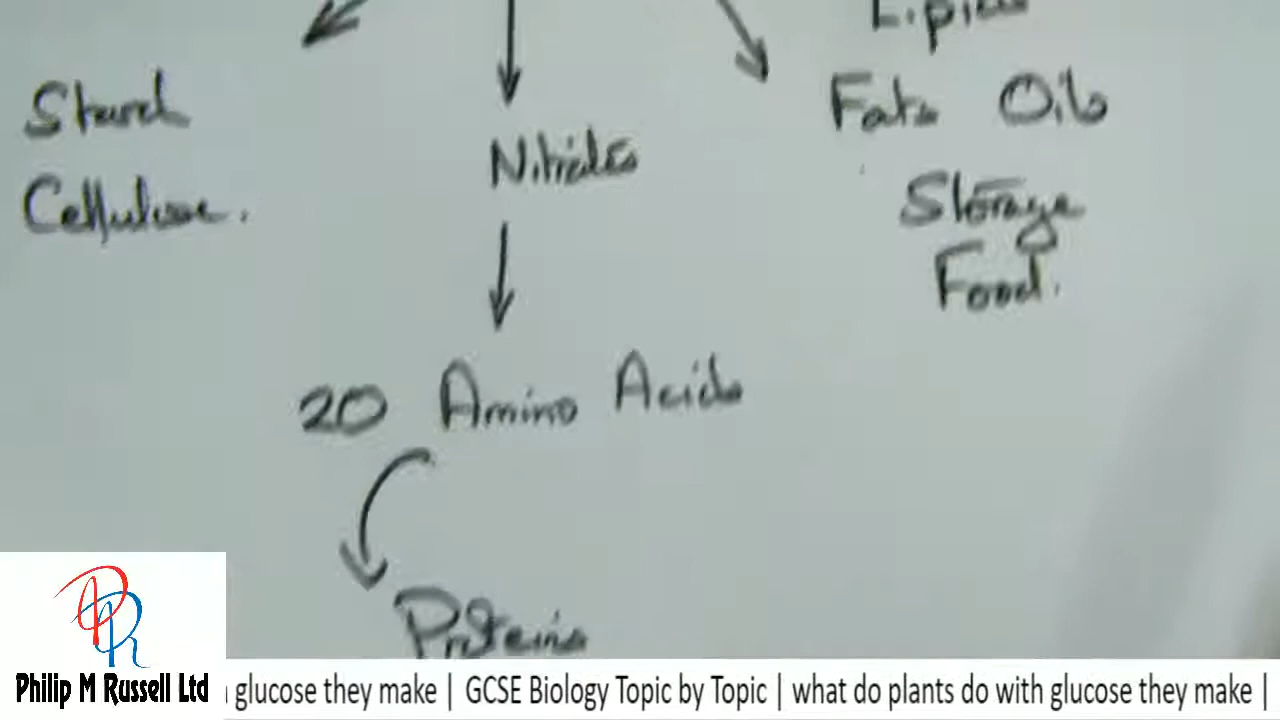 Lipids
Fats Oils
Storage
Food.
Starch
Cellulose.
Nitrates
20 Amino Acids
Proteins
Philip M Russell Ltd
glucose they make | GCSE Biology Topic by Topic | what do plants do with glucose they make |